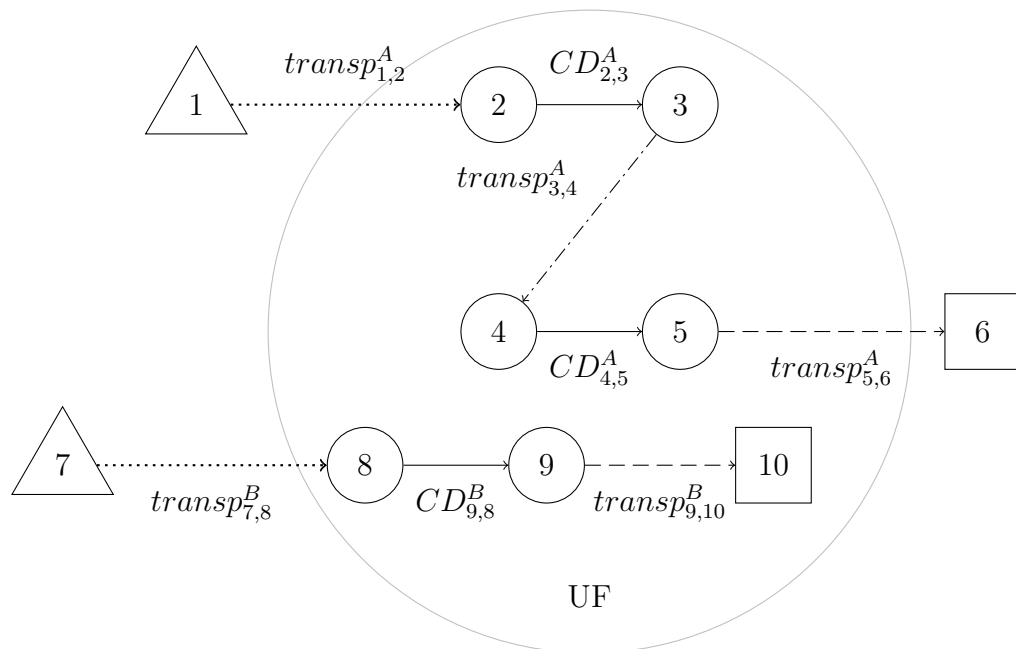 transp^A_{1,2}
CD^A_{2,3}
1
2
3
transp^A_{3,4}
4
5
6
CD^A_{4,5}
transp^A_{5,6}
7
8
9
10
transp^B_{7,8}
CD^B_{9,8}
transp^B_{9,10}
UF